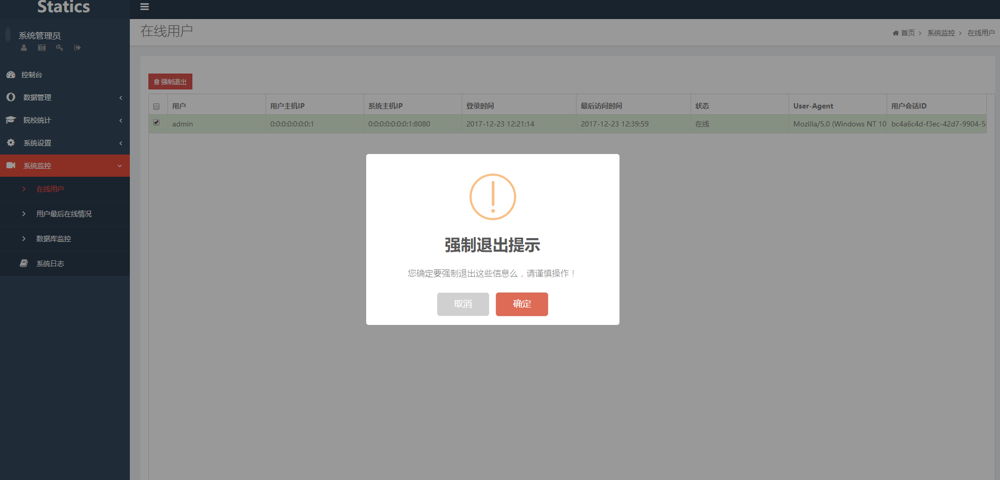 Statics
系统管理员
控制台
数据管理
院校统计
系统设置
系统监控
在线用户
用户最后在线情况
数据库监控
系统日志
在线用户
首页 系统监控 在线用户
强制退出
用户 用户主机IP 系统主机IP 登录时间 最后访问时间 状态 User-Agent 用户会话ID
admin 0:0:0:0:0:0:0:1 0:0:0:0:0:0:0:1:8080 2017-12-23 12:21:14 2017-12-23 12:39:59 在线 Mozilla/5.0 (Windows NT 10 bc4a6c4d-f3ec-42d7-9904-5
强制退出提示
您确定要强制退出这些信息么，请谨慎操作！
取消 确定